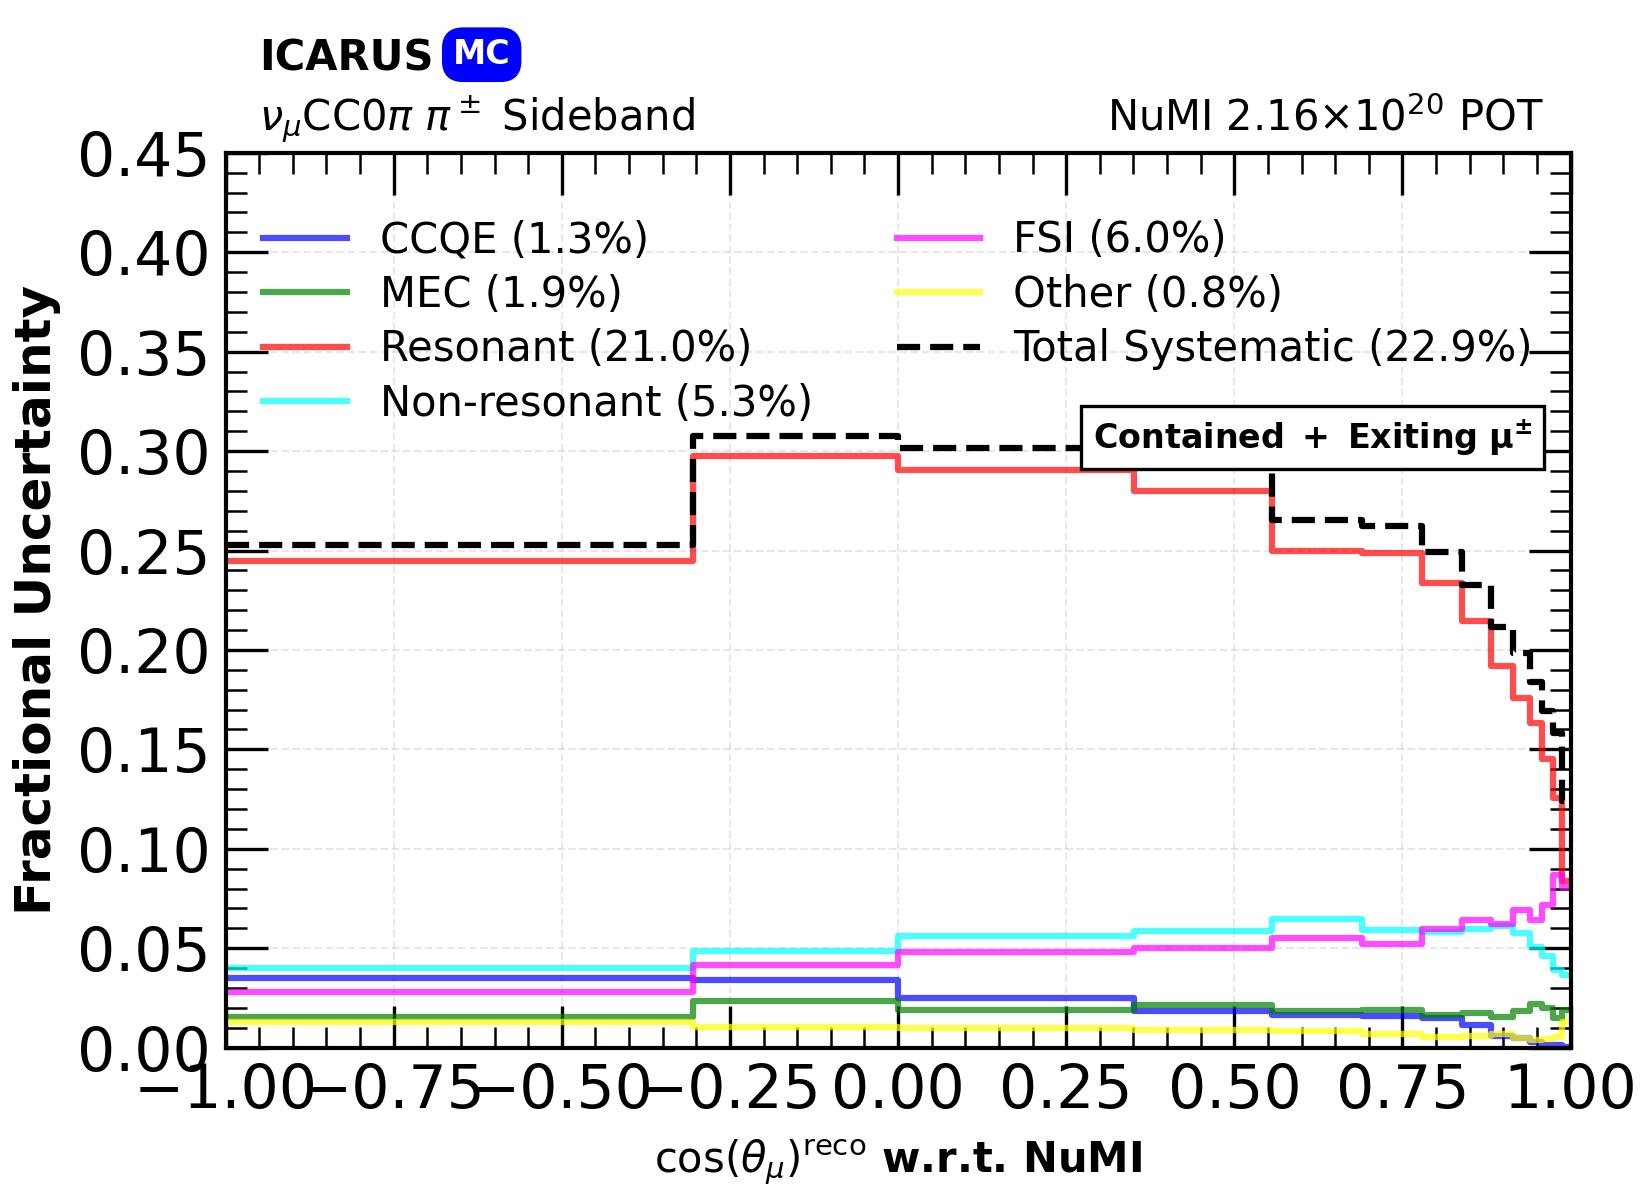 ICARUS MC
νμCC0π π± Sideband
NuMI 2.16×10²⁰ POT
0.45
0.40
0.35
0.30
0.25
0.20
0.15
0.10
0.05
0.00
Fractional Uncertainty
CCQE (1.3%)
MEC (1.9%)
Resonant (21.0%)
Non-resonant (5.3%)
FSI (6.0%)
Other (0.8%)
Total Systematic (22.9%)
Contained + Exiting μ±
−1.00 −0.75 −0.50 −0.25 0.00 0.25 0.50 0.75 1.00
cos(θμ)reco w.r.t. NuMI